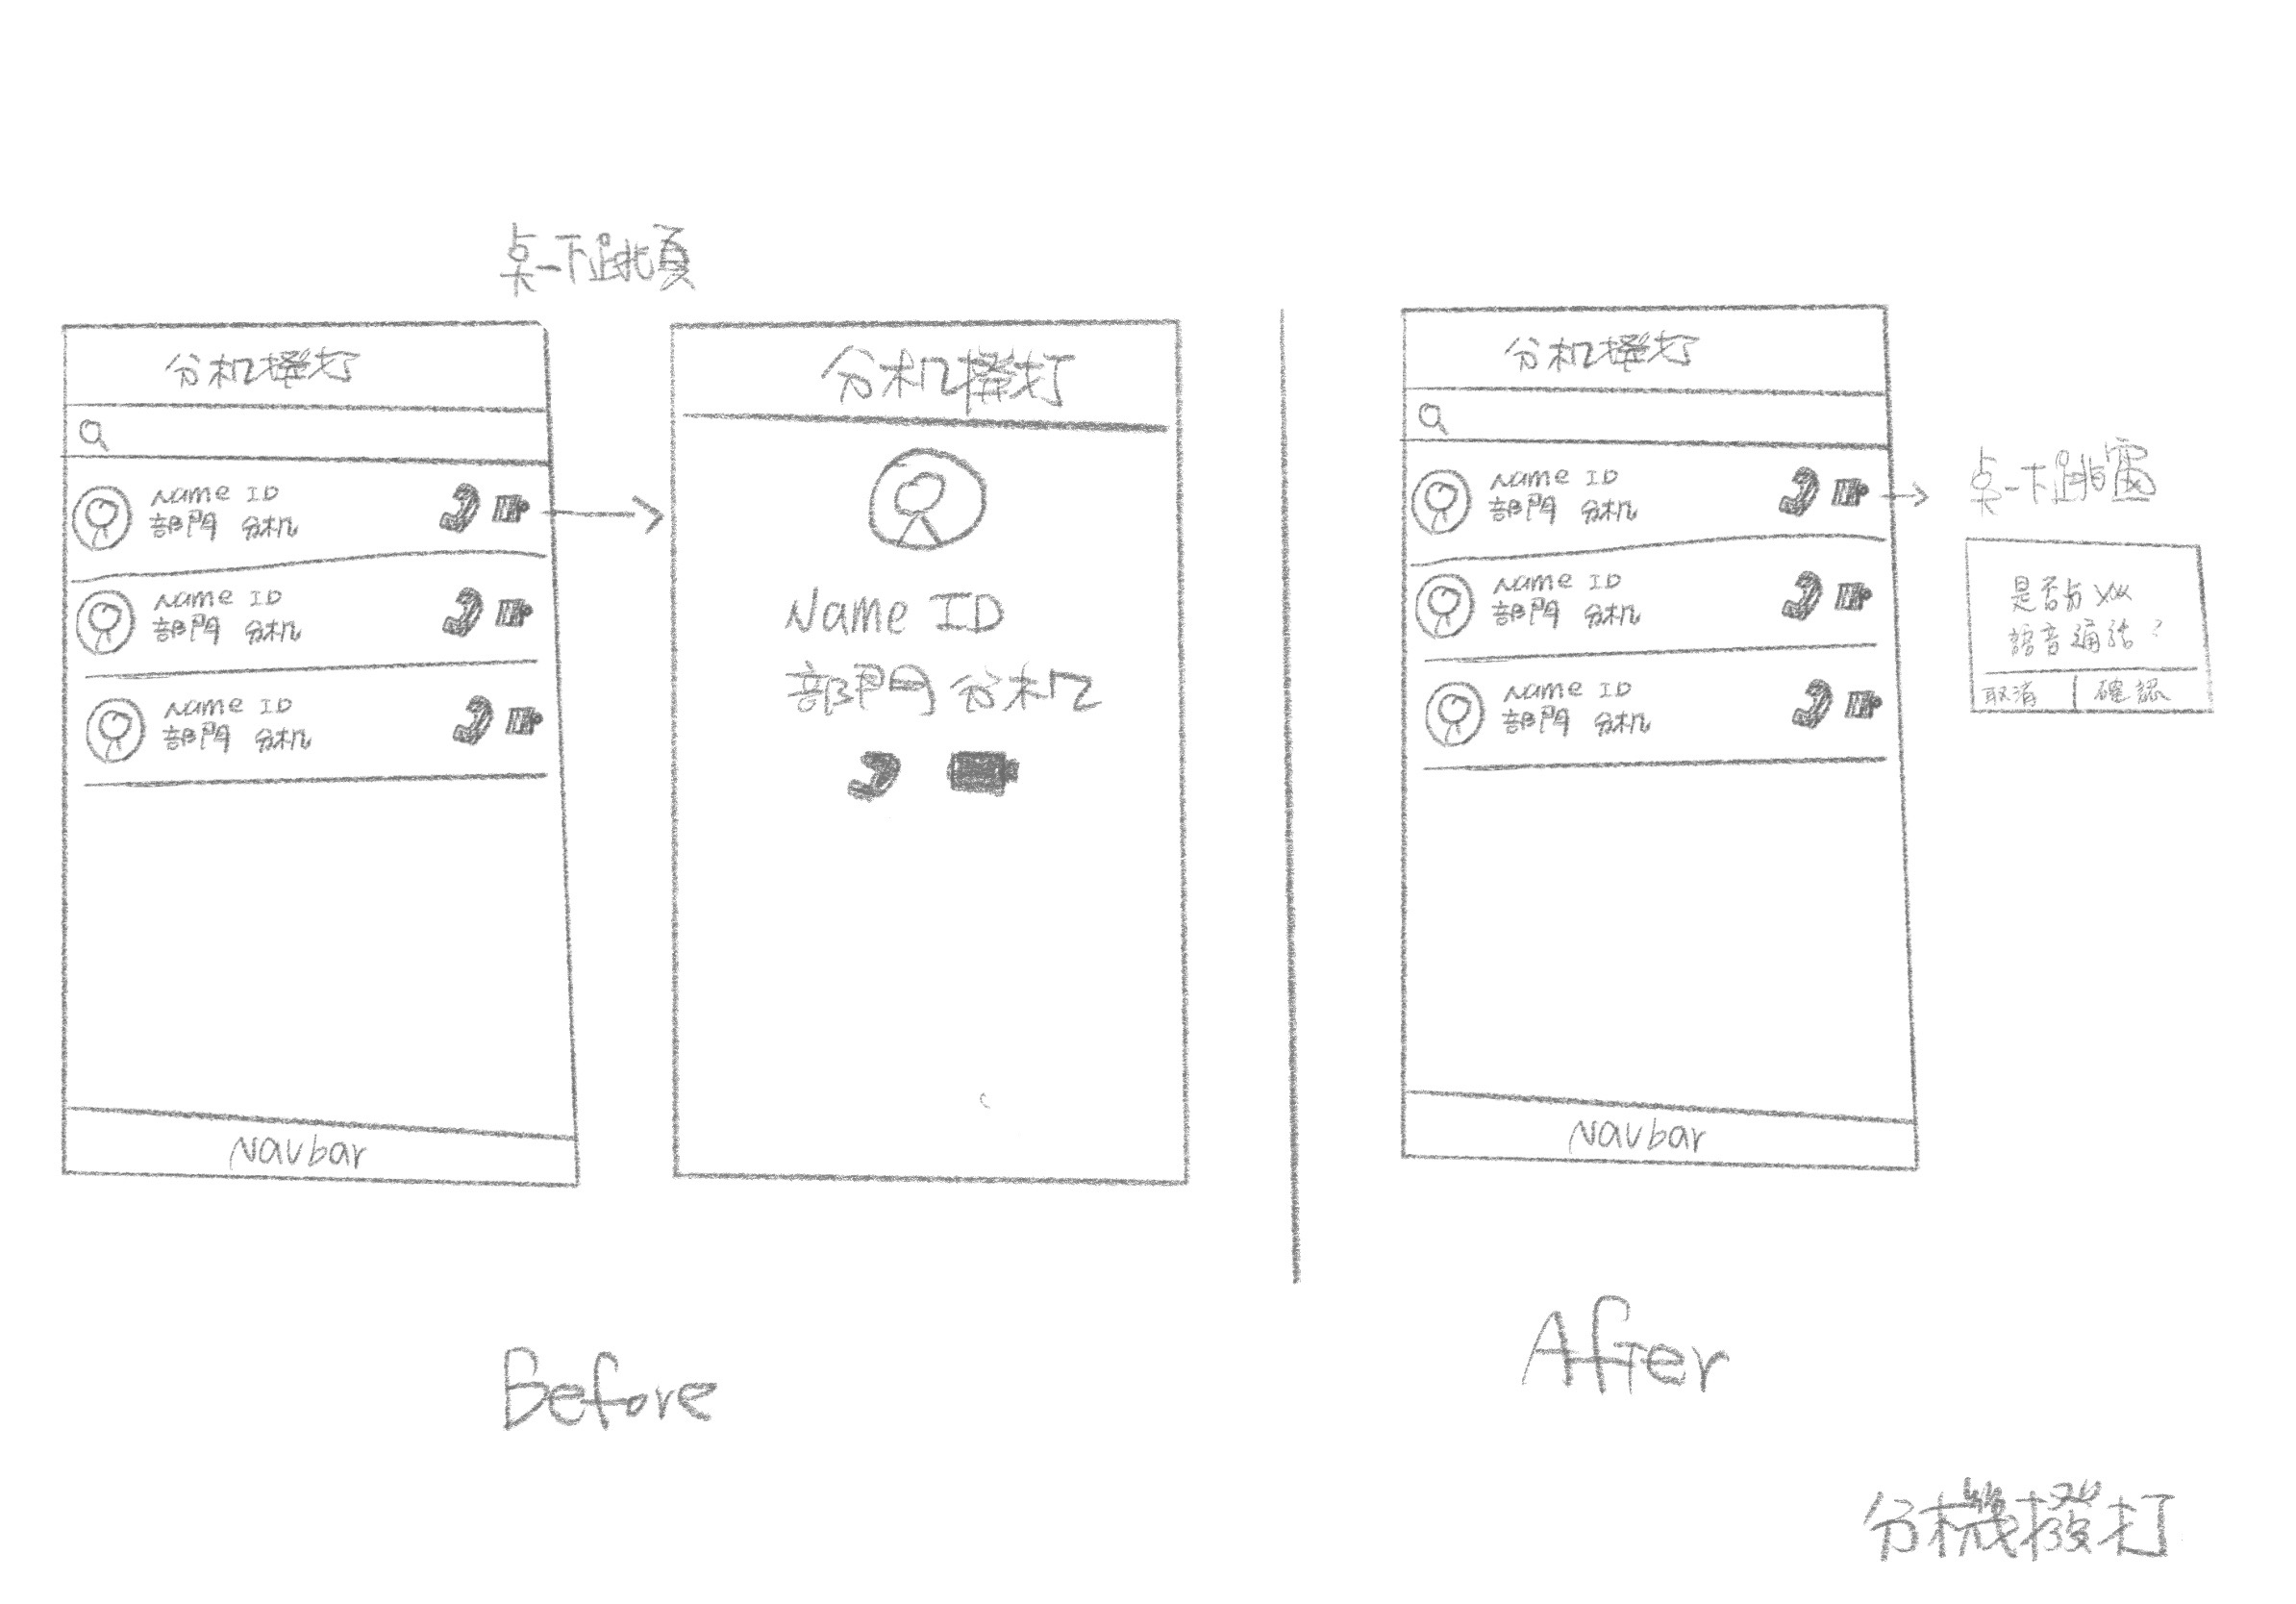 桌一下跳頁
分机撥打
Name ID
部門 分机
Name ID
部門 分机
Name ID
部門 分机
Navbar
分机撥打
Name ID
部門 分机
Before
分机撥打
Name ID
部門 分机
Name ID
部門 分机
Name ID
部門 分机
Navbar
桌一下跳窗
是否与 xxx
語音通話?
取消 確認
After
分機撥打